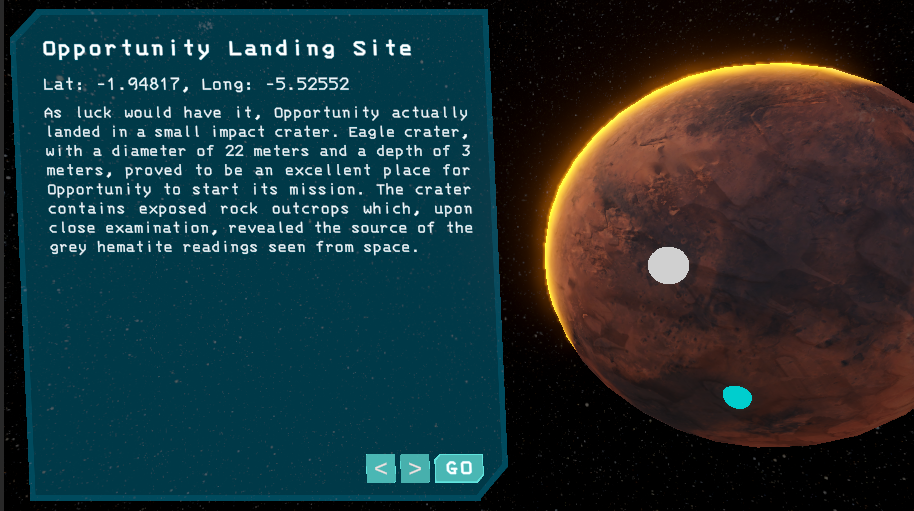 Opportunity Landing Site
Lat: -1.94817, Long: -5.52552
As luck would have it, Opportunity actually
landed in a small impact crater. Eagle crater,
with a diameter of 22 meters and a depth of 3
meters, proved to be an excellent place for
Opportunity to start its mission. The crater
contains exposed rock outcrops which, upon
close examination, revealed the source of the
grey hematite readings seen from space.
< > GO